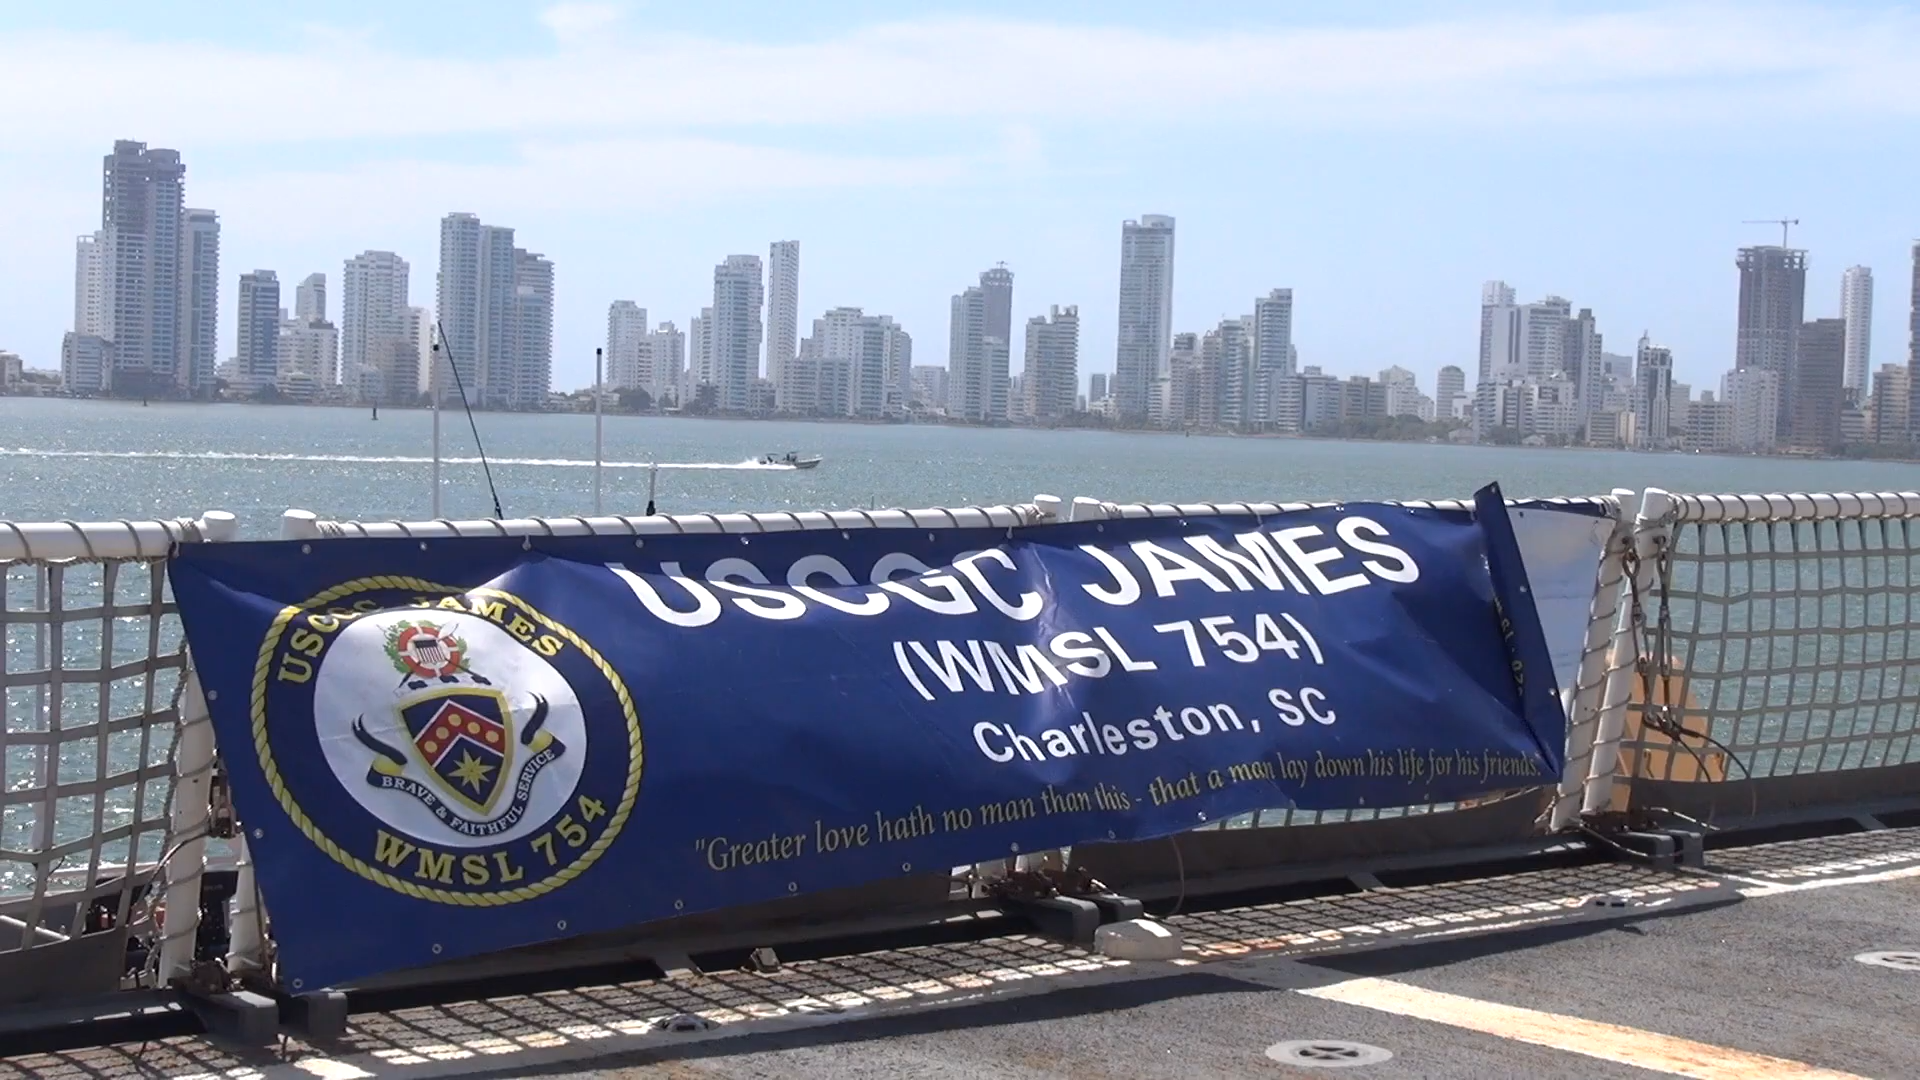 USCGC JAMES
(WMSL 754)
Charleston, SC
"Greater love hath no man than this - that a man lay down his life for his friends.
USCGC JAMES
BRAVE & FAITHFUL SERVICE
WMSL 754